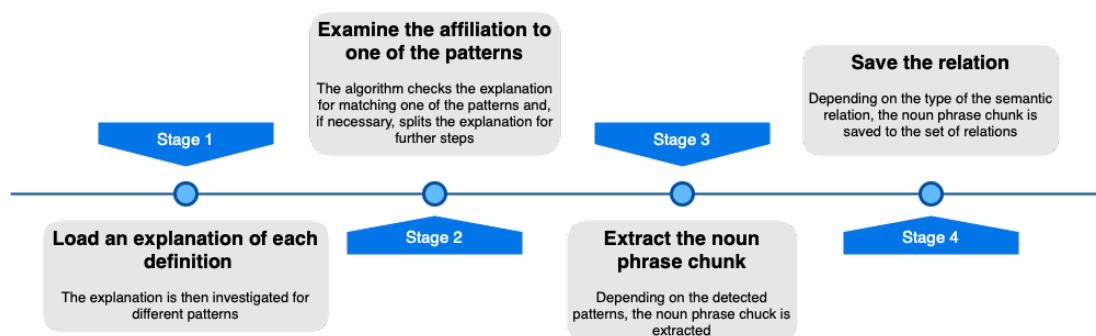 Stage 1
Load an explanation of each
definition
The explanation is then investigated for
different patterns
Examine the affiliation to
one of the patterns
The algorithm checks the explanation
for matching one of the patterns and,
if necessary, splits the explanation for
further steps
Stage 2
Stage 3
Extract the noun
phrase chunk
Depending on the detected
patterns, the noun phrase chuck is
extracted
Save the relation
Depending on the type of the semantic
relation, the noun phrase chunk is
saved to the set of relations
Stage 4